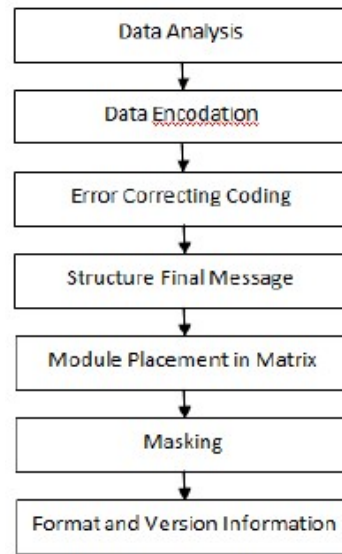 Data Analysis
Data Encodation
Error Correcting Coding
Structure Final Message
Module Placement in Matrix
Masking
Format and Version Information